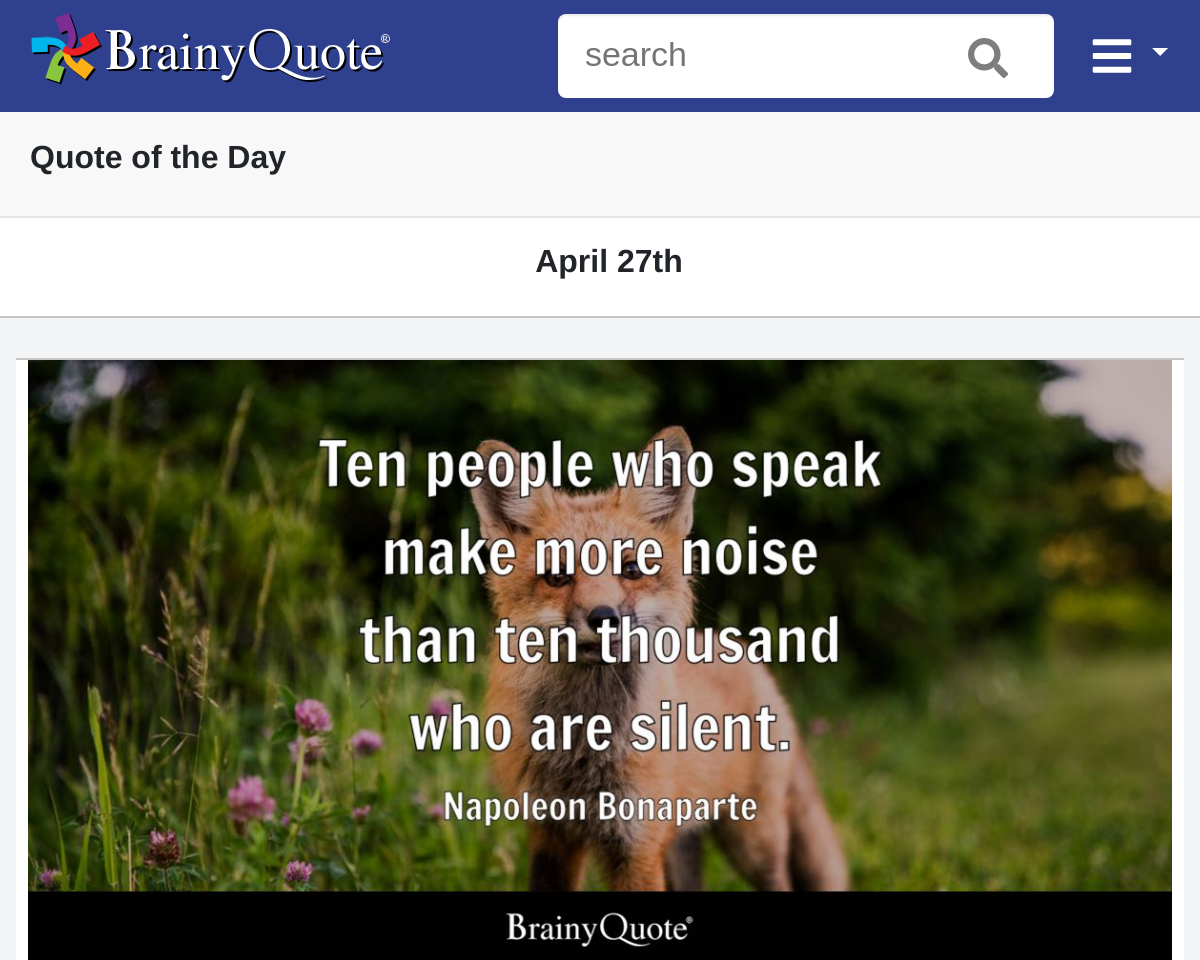 BrainyQuote®
search
Quote of the Day
April 27th
Ten people who speak
make more noise
than ten thousand
who are silent.
Napoleon Bonaparte
BrainyQuote®